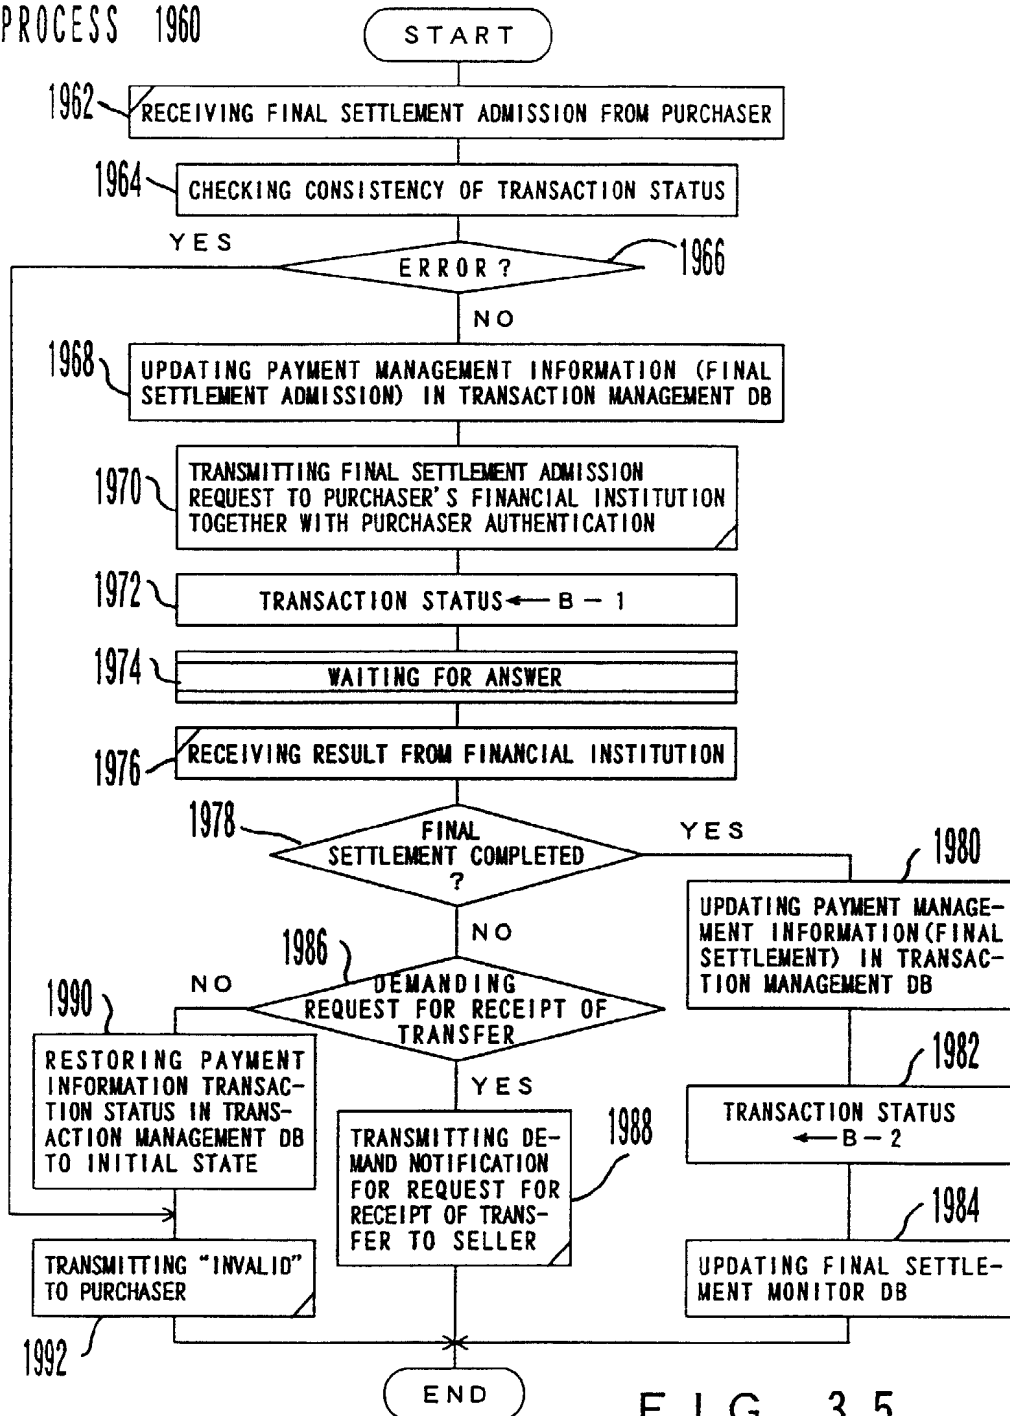 PROCESS 1960
START
1962
RECEIVING FINAL SETTLEMENT ADMISSION FROM PURCHASER
1964
CHECKING CONSISTENCY OF TRANSACTION STATUS
YES
ERROR?
1966
NO
1968
UPDATING PAYMENT MANAGEMENT INFORMATION (FINAL
SETTLEMENT ADMISSION) IN TRANSACTION MANAGEMENT DB
1970
TRANSMITTING FINAL SETTLEMENT ADMISSION
REQUEST TO PURCHASER'S FINANCIAL INSTITUTION
TOGETHER WITH PURCHASER AUTHENTICATION
1972
TRANSACTION STATUS ← B - 1
1974
WAITING FOR ANSWER
1976
RECEIVING RESULT FROM FINANCIAL INSTITUTION
1978
FINAL
SETTLEMENT COMPLETED
?
YES
1980
UPDATING PAYMENT MANAGE-
MENT INFORMATION(FINAL
SETTLEMENT) IN TRANSAC-
TION MANAGEMENT DB
NO
1986
DEMANDING
REQUEST FOR RECEIPT OF
TRANSFER
NO
1990
RESTORING PAYMENT
INFORMATION TRANSAC-
TION STATUS IN TRANS-
ACTION MANAGEMENT DB
TO INITIAL STATE
YES
1988
TRANSMITTING DE-
MAND NOTIFICATION
FOR REQUEST FOR
RECEIPT OF TRANS-
FER TO SELLER
1982
TRANSACTION STATUS
← B - 2
1984
UPDATING FINAL SETTLE-
MENT MONITOR DB
TRANSMITTING "INVALID"
TO PURCHASER
1992
END
FIG. 35